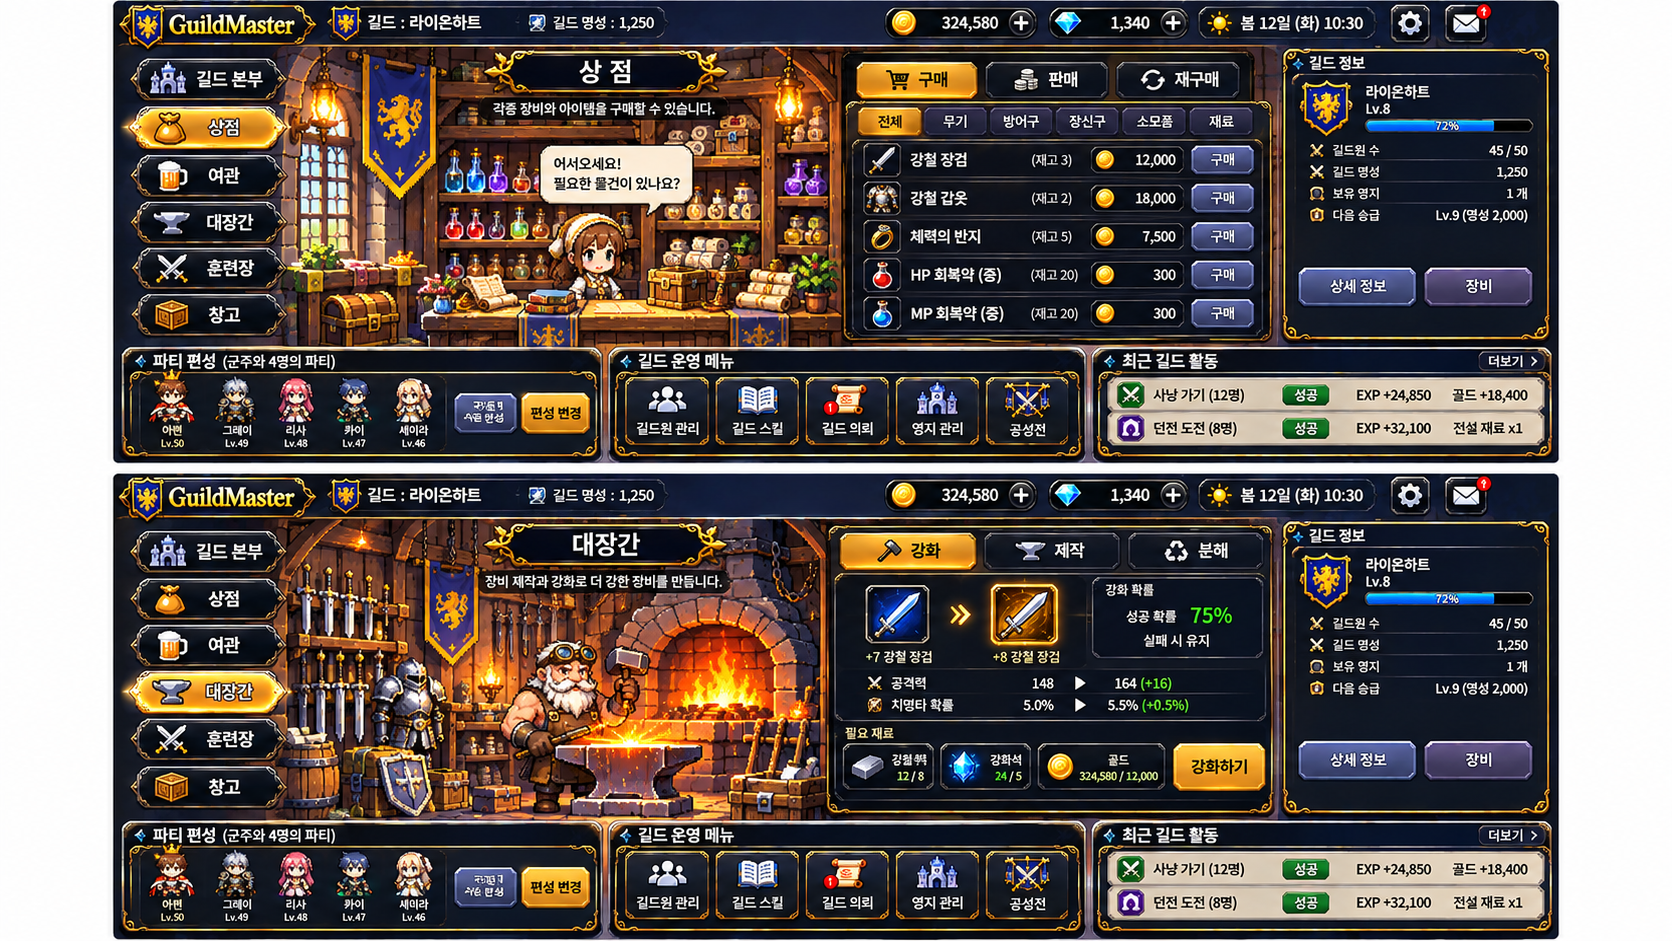 GuildMaster
길드 : 라이온하트
길드 명성 : 1,250
324,580
1,340
봄 12일 (화) 10:30
길드 본부
상점
여관
대장간
훈련장
창고
상 점
각종 장비와 아이템을 구매할 수 있습니다.
어서오세요!
필요한 물건이 있나요?
구매
판매
재구매
전체
무기
방어구
장신구
소모품
재료
강철 장검 (재고 3) 12,000 구매
강철 갑옷 (재고 2) 18,000 구매
체력의 반지 (재고 5) 7,500 구매
HP 회복약 (중) (재고 20) 300 구매
MP 회복약 (중) (재고 20) 300 구매
길드 정보
라이온하트
Lv.8
72%
길드원 수 45 / 50
길드 명성 1,250
보유 영지 1 개
다음 승급 Lv.9 (명성 2,000)
상세 정보
장비
파티 편성 (군주와 4명의 파티)
Lv.50
그레이
Lv.49
리사
Lv.48
카이
Lv.47
세이라
Lv.46
편성 변경
길드 운영 메뉴
길드원 관리
길드 스킬
길드 의뢰
영지 관리
공성전
최근 길드 활동
더보기
사냥 가기 (12명) 성공 EXP +24,850 골드 +18,400
던전 도전 (8명) 성공 EXP +32,100 전설 재료 x1
GuildMaster
길드 : 라이온하트
길드 명성 : 1,250
324,580
1,340
봄 12일 (화) 10:30
길드 본부
상점
여관
대장간
훈련장
창고
대장간
장비 제작과 강화로 더 강한 장비를 만듭니다.
강화
제작
분해
+7 강철 장검
+8 강철 장검
강화 확률
성공 확률 75%
실패 시 유지
공격력 148 164 (+16)
치명타 확률 5.0% 5.5% (+0.5%)
필요 재료
12 / 8
강화석
24 / 5
골드
324,580 / 12,000
강화하기
길드 정보
라이온하트
Lv.8
72%
길드원 수 45 / 50
길드 명성 1,250
보유 영지 1 개
다음 승급 Lv.9 (명성 2,000)
상세 정보
장비
파티 편성 (군주와 4명의 파티)
Lv.50
그레이
Lv.49
리사
Lv.48
카이
Lv.47
세이라
Lv.46
편성 변경
길드 운영 메뉴
길드원 관리
길드 스킬
길드 의뢰
영지 관리
공성전
최근 길드 활동
더보기
사냥 가기 (12명) 성공 EXP +24,850 골드 +18,400
던전 도전 (8명) 성공 EXP +32,100 전설 재료 x1